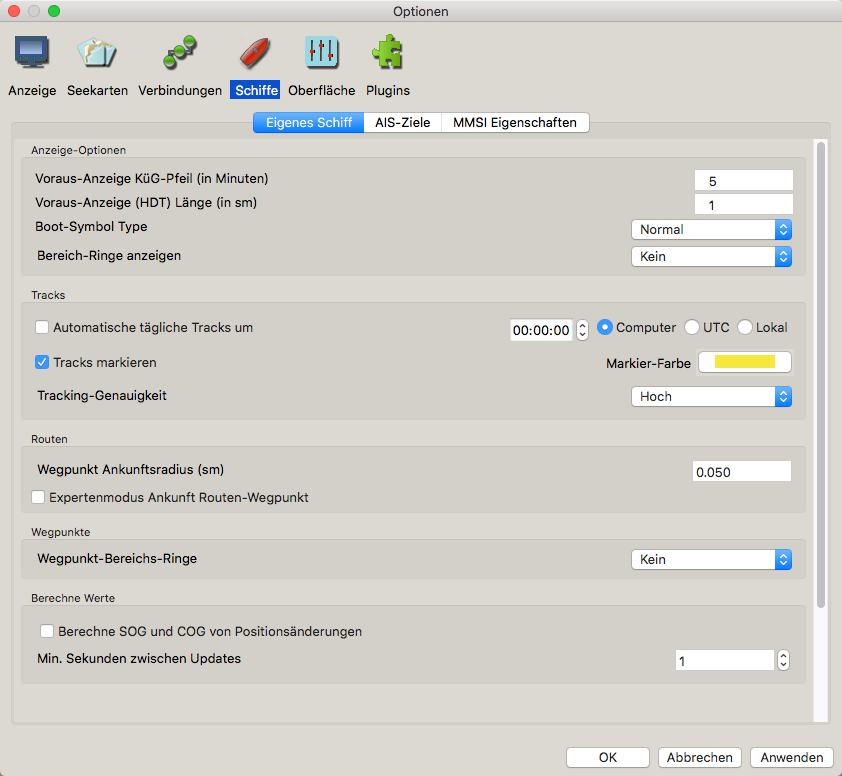 Optionen
Anzeige Seekarten Verbindungen Schiffe Oberfläche Plugins
Eigenes Schiff AIS-Ziele MMSI Eigenschaften
Anzeige-Optionen
Voraus-Anzeige KüG-Pfeil (in Minuten) 5
Voraus-Anzeige (HDT) Länge (in sm) 1
Boot-Symbol Type Normal
Bereich-Ringe anzeigen Kein
Tracks
Automatische tägliche Tracks um 00:00:00 Computer UTC Lokal
Tracks markieren Markier-Farbe
Tracking-Genauigkeit Hoch
Routen
Wegpunkt Ankunftsradius (sm) 0.050
Expertenmodus Ankunft Routen-Wegpunkt
Wegpunkte
Wegpunkt-Bereichs-Ringe Kein
Berechne Werte
Berechne SOG und COG von Positionsänderungen
Min. Sekunden zwischen Updates 1
OK Abbrechen Anwenden